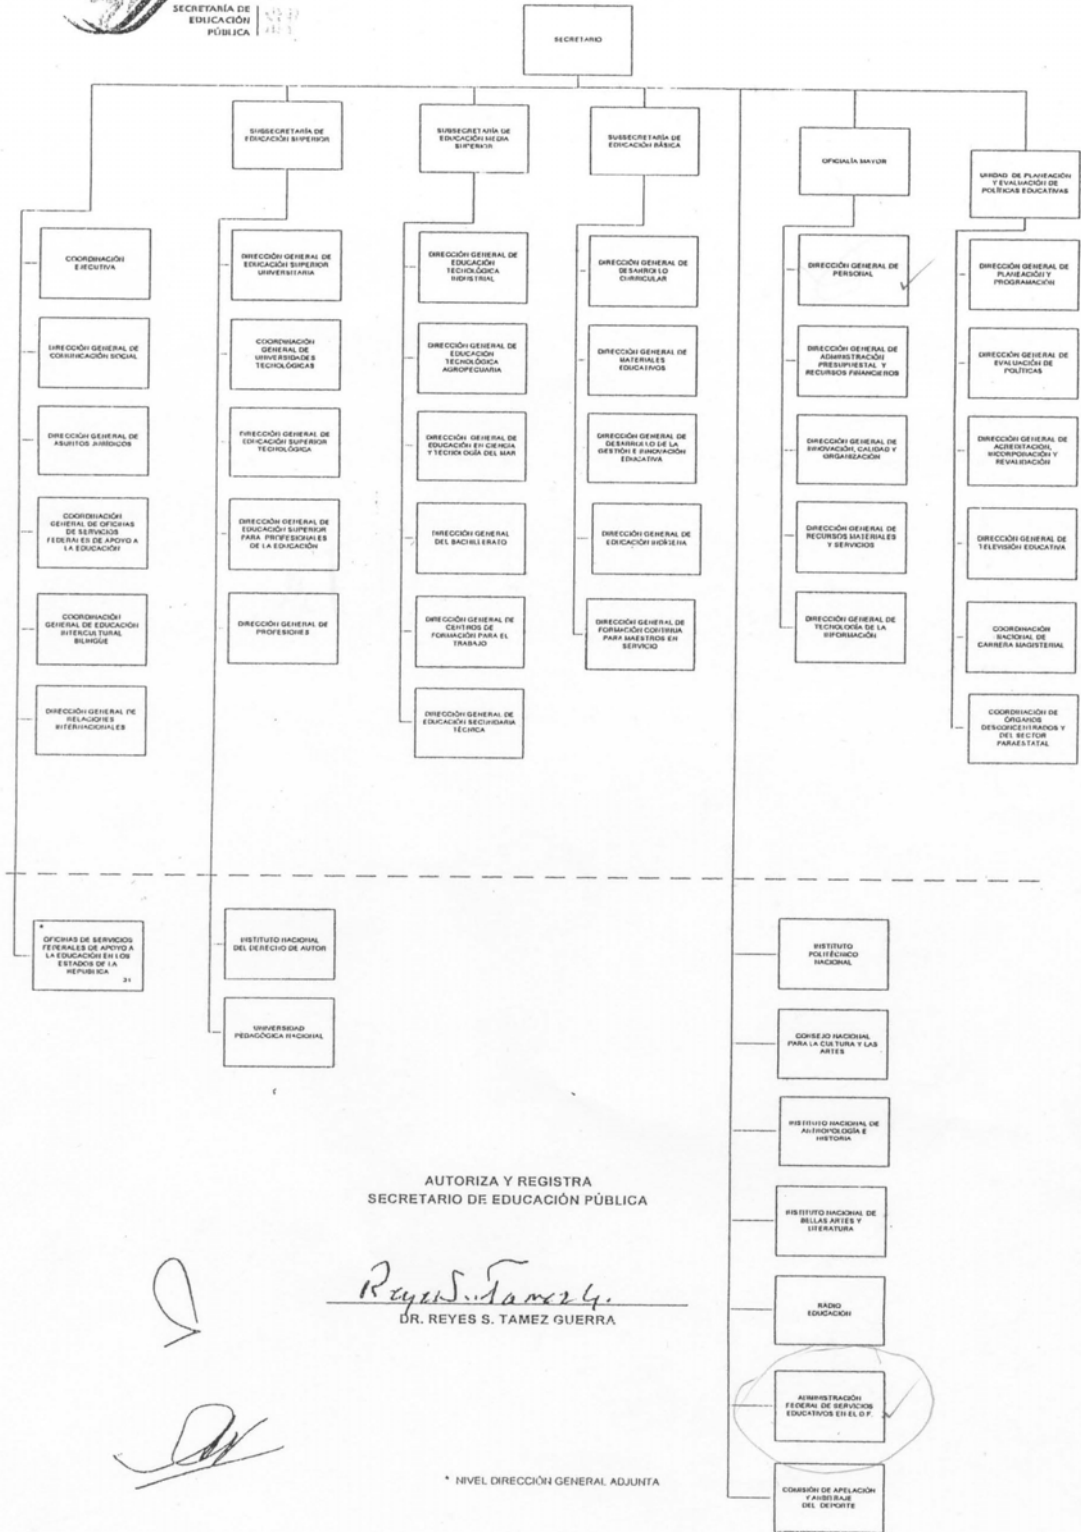 SECRETARÍA DE
EDUCACIÓN
PÚBLICA
SECRETARIO
SUBSECRETARÍA DE
EDUCACIÓN SUPERIOR
SUBSECRETARÍA DE
EDUCACIÓN MEDIA
SUPERIOR
SUBSECRETARÍA DE
EDUCACIÓN BÁSICA
OFICIALÍA MAYOR
UNIDAD DE PLANEACIÓN
Y EVALUACIÓN DE
POLÍTICAS EDUCATIVAS
COORDINACIÓN
EJECUTIVA
DIRECCIÓN GENERAL DE
COMUNICACIÓN SOCIAL
DIRECCIÓN GENERAL DE
ASUNTOS JURÍDICOS
COORDINACIÓN
GENERAL DE OFICINAS
DE SERVICIOS
FEDERALES DE APOYO A
LA EDUCACIÓN
COORDINACIÓN
GENERAL DE EDUCACIÓN
INTERCULTURAL
BILINGÜE
DIRECCIÓN GENERAL DE
RELACIONES
INTERNACIONALES
DIRECCIÓN GENERAL DE
EDUCACIÓN SUPERIOR
UNIVERSITARIA
COORDINACIÓN
GENERAL DE
UNIVERSIDADES
TECNOLÓGICAS
DIRECCIÓN GENERAL DE
EDUCACIÓN SUPERIOR
TECNOLÓGICA
DIRECCIÓN GENERAL DE
EDUCACIÓN SUPERIOR
PARA PROFESIONALES
DE LA EDUCACIÓN
DIRECCIÓN GENERAL DE
PROFESIONES
DIRECCIÓN GENERAL DE
EDUCACIÓN
TECNOLÓGICA
INDUSTRIAL
DIRECCIÓN GENERAL DE
EDUCACIÓN
TECNOLÓGICA
AGROPECUARIA
DIRECCIÓN GENERAL DE
EDUCACIÓN EN CIENCIA
Y TECNOLOGÍA DEL MAR
DIRECCIÓN GENERAL
DEL BACHILLERATO
DIRECCIÓN GENERAL DE
CENTROS DE
FORMACIÓN PARA EL
TRABAJO
DIRECCIÓN GENERAL DE
EDUCACIÓN SECUNDARIA
TÉCNICA
DIRECCIÓN GENERAL DE
DESARROLLO
CURRICULAR
DIRECCIÓN GENERAL DE
MATERIALES
EDUCATIVOS
DIRECCIÓN GENERAL DE
DESARROLLO DE LA
GESTIÓN E INNOVACIÓN
EDUCATIVA
DIRECCIÓN GENERAL DE
EDUCACIÓN INDÍGENA
DIRECCIÓN GENERAL DE
FORMACIÓN CONTINUA
PARA MAESTROS EN
SERVICIO
DIRECCIÓN GENERAL DE
PERSONAL
DIRECCIÓN GENERAL DE
ADMINISTRACIÓN
PRESUPUESTAL Y
RECURSOS FINANCIEROS
DIRECCIÓN GENERAL DE
INNOVACIÓN, CALIDAD Y
ORGANIZACIÓN
DIRECCIÓN GENERAL DE
RECURSOS MATERIALES
Y SERVICIOS
DIRECCIÓN GENERAL DE
TECNOLOGÍA DE LA
INFORMACIÓN
DIRECCIÓN GENERAL DE
PLANEACIÓN Y
PROGRAMACIÓN
DIRECCIÓN GENERAL DE
EVALUACIÓN DE
POLÍTICAS
DIRECCIÓN GENERAL DE
ACREDITACIÓN,
INCORPORACIÓN Y
REVALIDACIÓN
DIRECCIÓN GENERAL DE
TELEVISIÓN EDUCATIVA
COORDINACIÓN
NACIONAL DE
CARRERA MAGISTERIAL
COORDINACIÓN DE
ÓRGANOS
DESCONCENTRADOS Y
DEL SECTOR
PARAESTATAL
*
OFICINAS DE SERVICIOS
FEDERALES DE APOYO A
LA EDUCACIÓN EN LOS
ESTADOS DE LA
REPÚBLICA
31
INSTITUTO NACIONAL
DEL DERECHO DE AUTOR
UNIVERSIDAD
PEDAGÓGICA NACIONAL
INSTITUTO
POLITÉCNICO
NACIONAL
CONSEJO NACIONAL
PARA LA CULTURA Y LAS
ARTES
INSTITUTO NACIONAL DE
ANTROPOLOGÍA E
HISTORIA
INSTITUTO NACIONAL DE
BELLAS ARTES Y
LITERATURA
RADIO
EDUCACIÓN
ADMINISTRACIÓN
FEDERAL DE SERVICIOS
EDUCATIVOS EN EL D.F.
COMISIÓN DE APELACIÓN
Y ARBITRAJE
DEL DEPORTE
AUTORIZA Y REGISTRA
SECRETARIO DE EDUCACIÓN PÚBLICA
Reyes S. Tamez G.
DR. REYES S. TAMEZ GUERRA
* NIVEL DIRECCIÓN GENERAL ADJUNTA